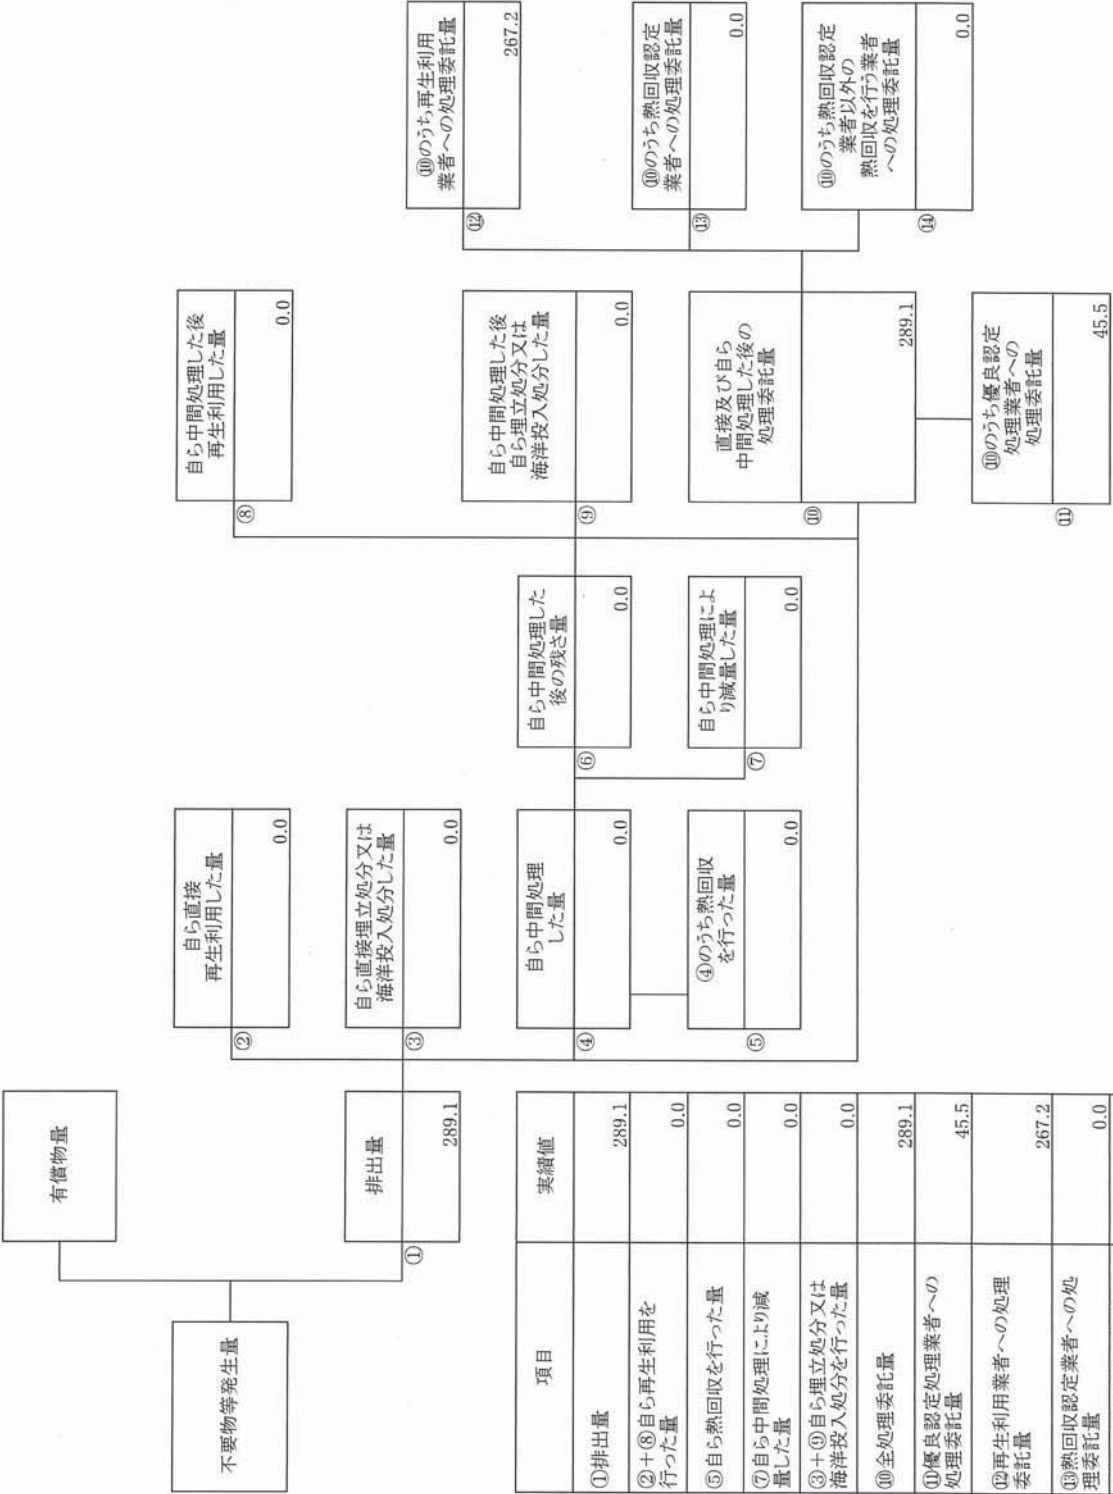 不要物等発生量
有償物量
①
排出量
289.1
②
自ら直接
再生利用した量
0.0
③
自ら直接埋立処分又は
海洋投入処分した量
0.0
④
自ら中間処理
した量
0.0
⑤
④のうち熱回収
を行った量
0.0
⑥
自ら中間処理した
後の残さ量
0.0
⑦
自ら中間処理によ
り減量した量
0.0
⑧
自ら中間処理した後
再生利用した量
0.0
⑨
自ら中間処理した後
自ら埋立処分又は
海洋投入処分した量
0.0
⑩
直接及び自ら
中間処理した後の
処理委託量
289.1
⑪
⑩のうち優良認定
処理業者への
処理委託量
45.5
⑫
⑩のうち再生利用
業者への処理委託量
267.2
⑬
⑩のうち熱回収認定
業者への処理委託量
0.0
⑭
⑩のうち熱回収認定
業者以外の
熱回収を行う業者
への処理委託量
0.0
項目 実績値
①排出量 289.1
②+⑧自ら再生利用を
行った量 0.0
⑤自ら熱回収を行った量 0.0
⑦自ら中間処理により減
量した量 0.0
③+⑨自ら埋立処分又は
海洋投入処分を行った量 0.0
⑩全処理委託量 289.1
⑪優良認定処理業者への
処理委託量 45.5
⑫再生利用業者への処理
委託量 267.2
⑬熱回収認定業者への処
理委託量 0.0